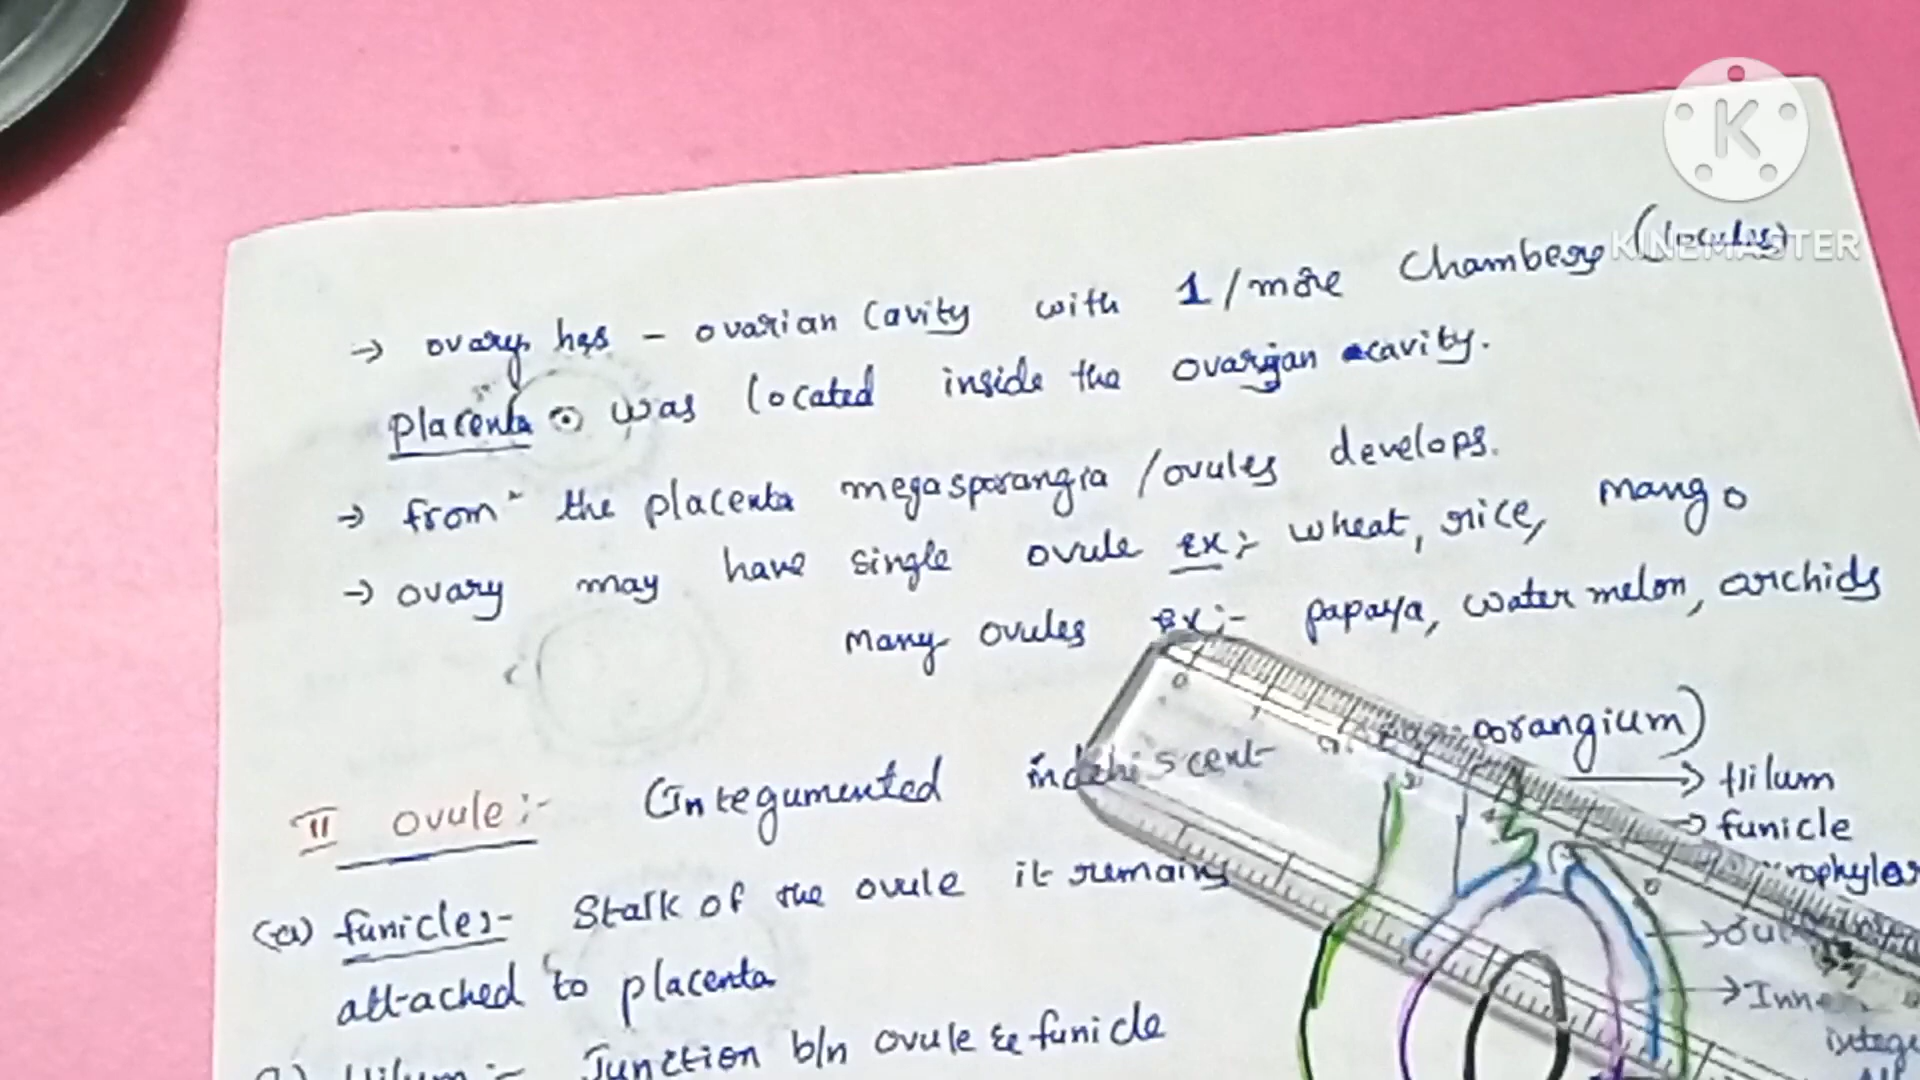 K
KINEMASTER
→ ovary has - ovarian cavity with 1/more Chambers (locules)
placenta was located inside the ovarian cavity.
→ from the placenta megasporangia /ovules develops.
→ ovary may have single ovule Ex:- wheat, rice, mango
many ovules Ex:- papaya, water melon, orchids
II ovule:- (Integumented indehiscent orangium)
→ Hilum
→ funicle
(a) funicle:- Stalk of the ovule it remains
attached to placenta
Hilum:- Junction b/n ovule & funicle